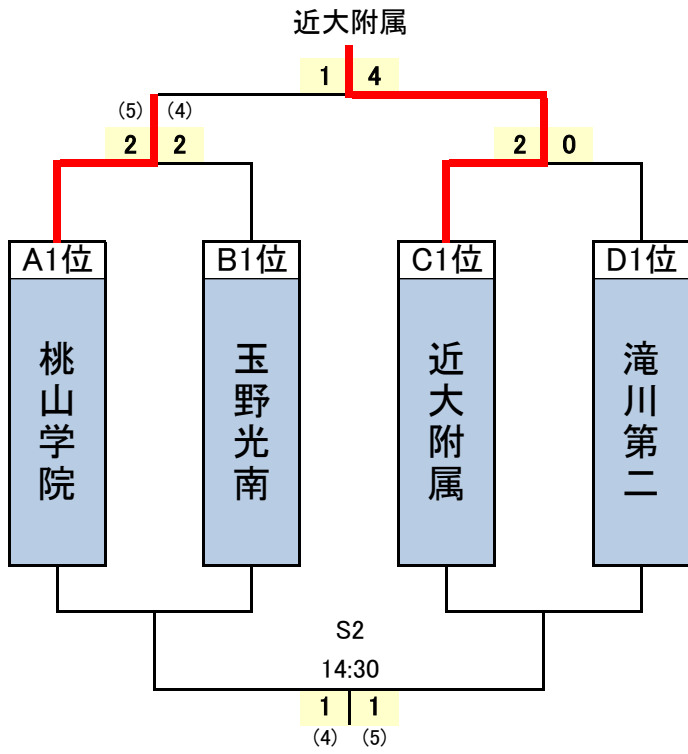 近大附属
1 4
(5) (4)
2 2
2 0
A1位
B1位
C1位
D1位
桃山学院
玉野光南
近大附属
滝川第二
S2
14:30
1 1
(4) (5)